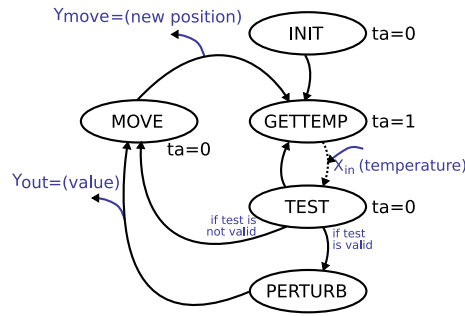 Ymove=(new position)
INIT
ta=0
MOVE
ta=0
GETTEMP
ta=1
Xin (temperature)
Yout=(value)
TEST
ta=0
if test is
not valid
if test
is valid
PERTURB